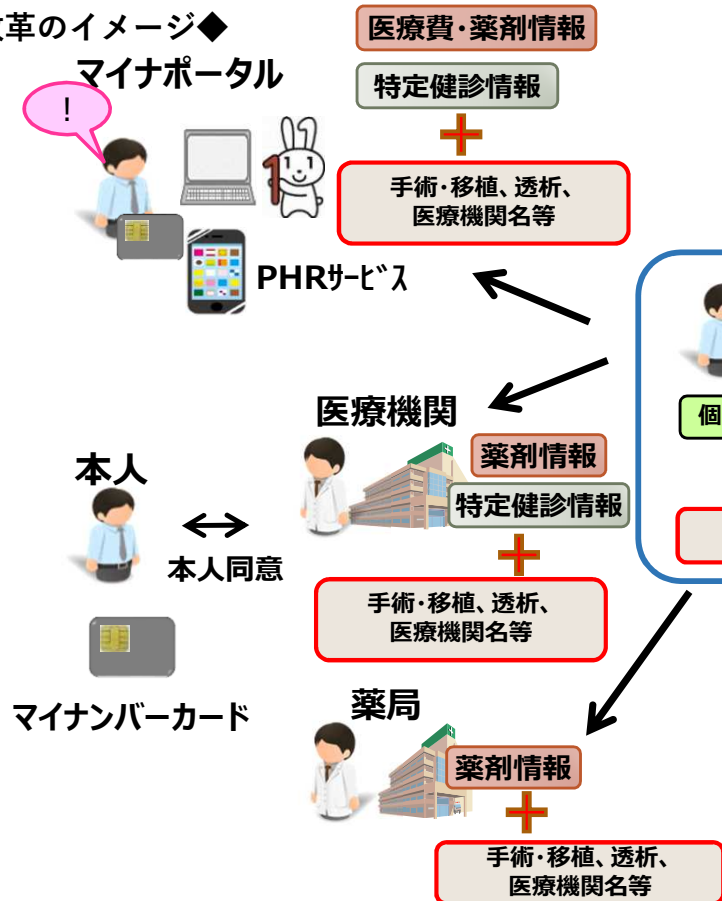 改革のイメージ◆
マイナポータル
!
医療費・薬剤情報
特定健診情報
手術・移植、透析、
医療機関名等
PHRサービス
個
医療機関
薬剤情報
特定健診情報
手術・移植、透析、
医療機関名等
本人
本人同意
マイナンバーカード
薬局
薬剤情報
手術・移植、透析、
医療機関名等